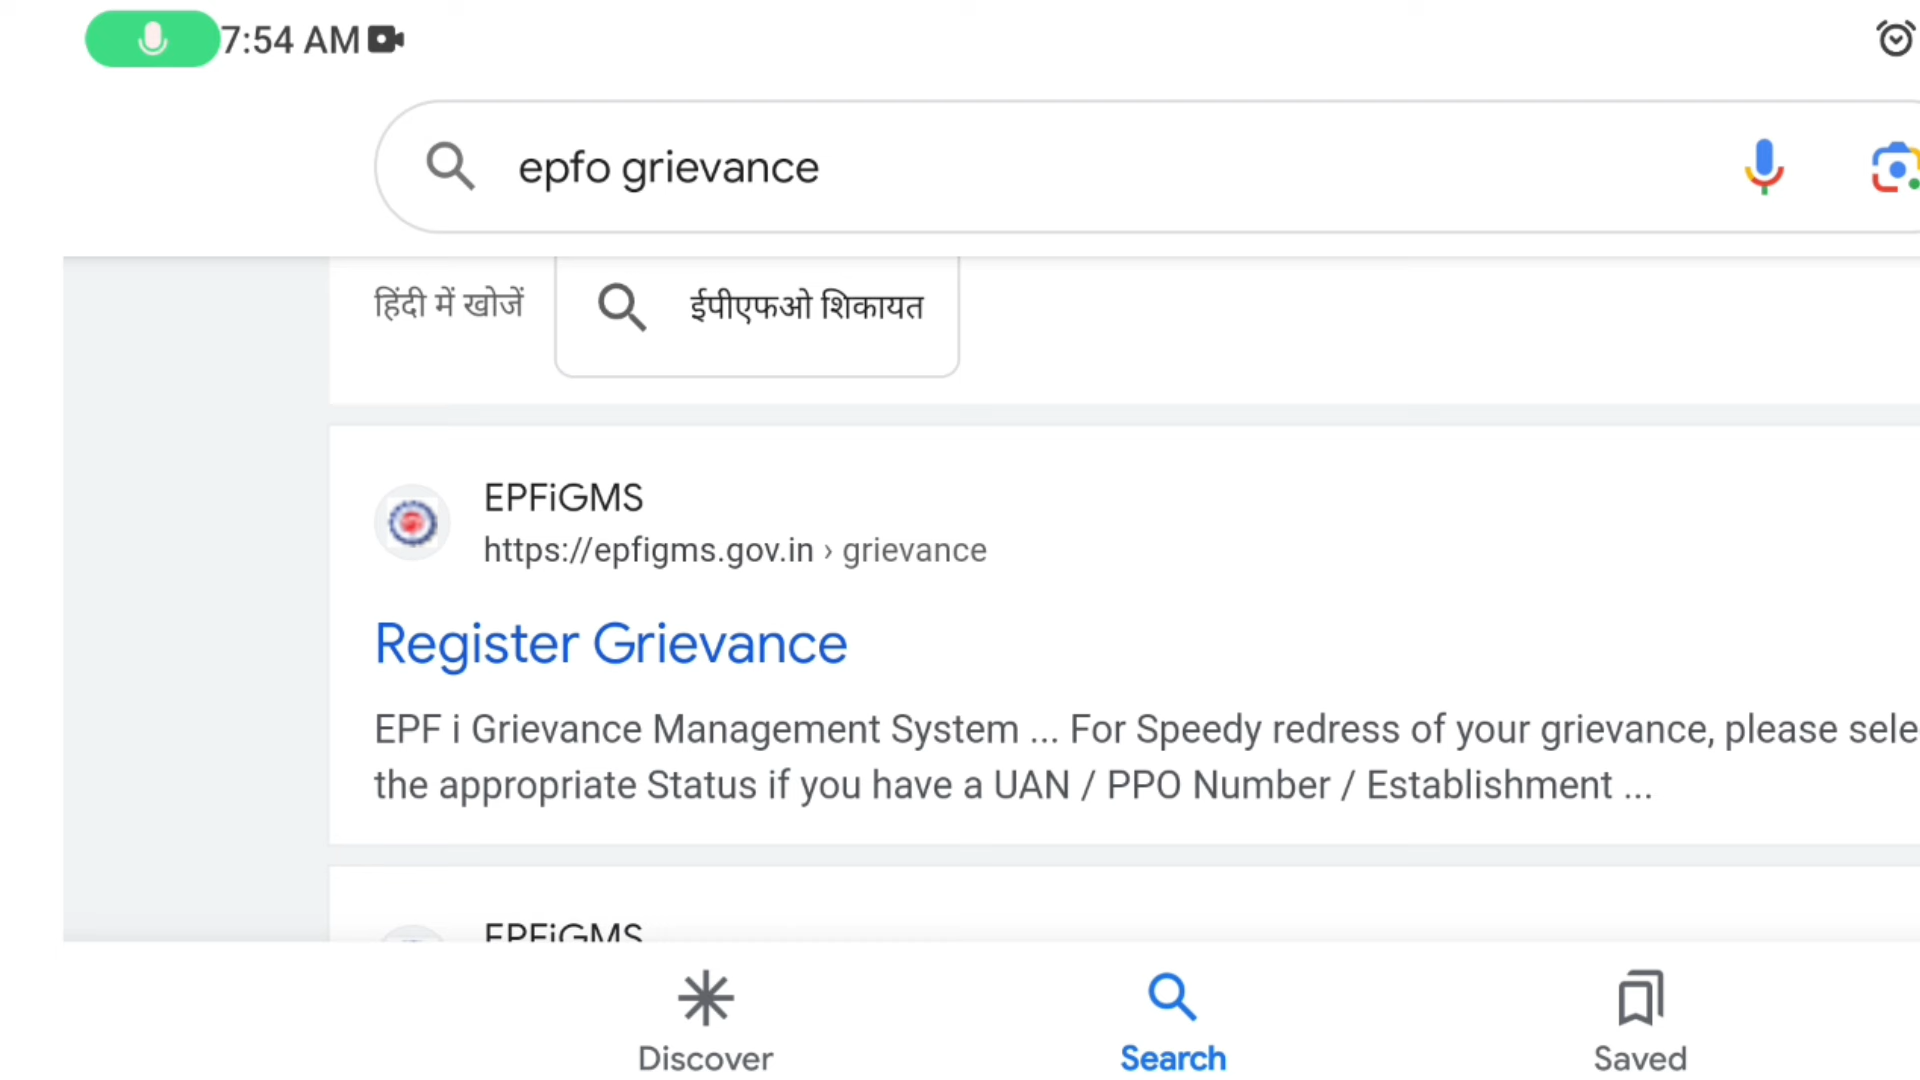 7:54 AM
epfo grievance
हिंदी में खोजें
ईपीएफओ शिकायत
EPFiGMS
https://epfigms.gov.in › grievance
Register Grievance
EPF i Grievance Management System ... For Speedy redress of your grievance, please sele
the appropriate Status if you have a UAN / PPO Number / Establishment ...
EPFiGMS
Discover
Search
Saved